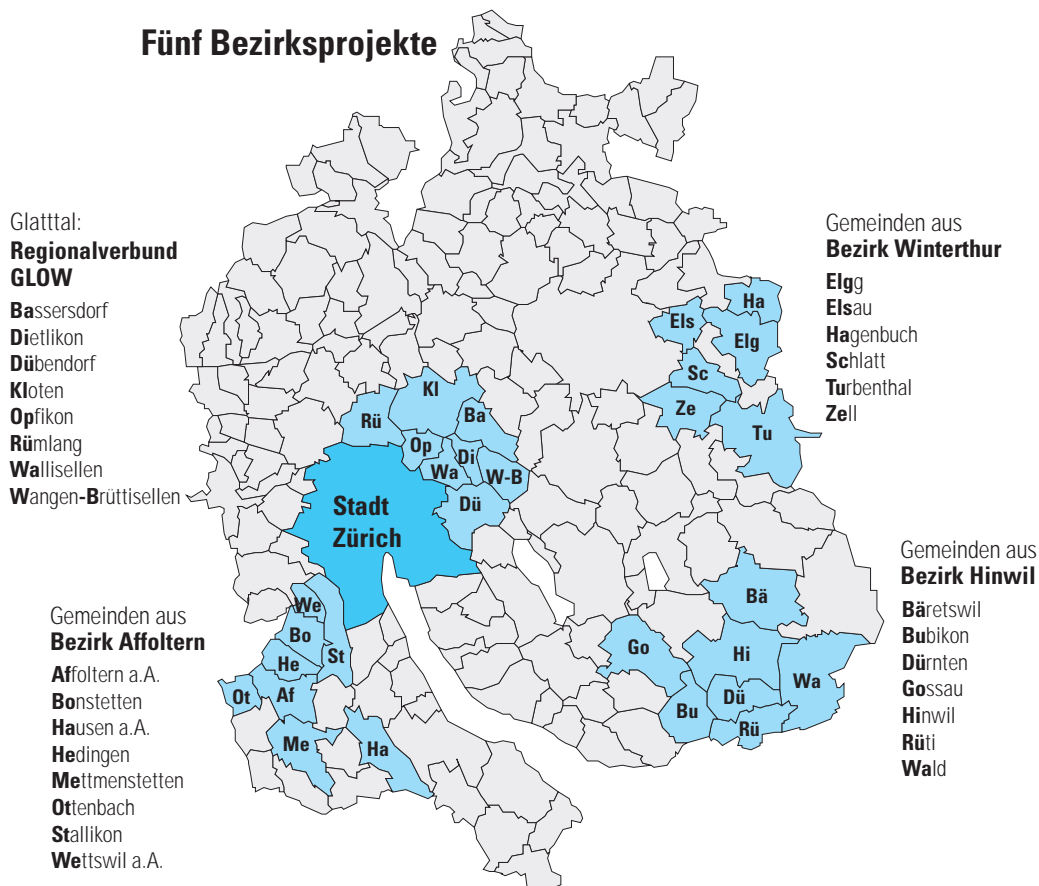 Fünf Bezirksprojekte
Glatttal:
Regionalverbund
GLOW
Bassersdorf
Dietlikon
Dübendorf
Kloten
Opfikon
Rümlang
Wallisellen
Wangen-Brüttisellen
Gemeinden aus
Bezirk Winterthur
Elgg
Elsau
Hagenbuch
Schlatt
Turbenthal
Zell
Ha
Els
Elg
Sc
Ze
Tu
Kl
Rü
Ba
Op
Di
Wa
W-B
Dü
Stadt
Zürich
Gemeinden aus
Bezirk Affoltern
Affoltern a.A.
Bonstetten
Hausen a.A.
Hedingen
Mettmenstetten
Ottenbach
Stallikon
Wettswil a.A.
We
Bo
St
He
Ot
Af
Me
Ha
Gemeinden aus
Bezirk Hinwil
Bäretswil
Bubikon
Dürnten
Gossau
Hinwil
Rüti
Wald
Bä
Go
Hi
Wa
Dü
Bu
Rü